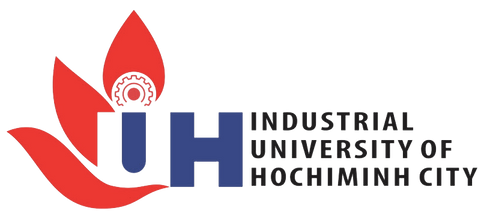 IUH
INDUSTRIAL
UNIVERSITY OF
HOCHIMINH CITY